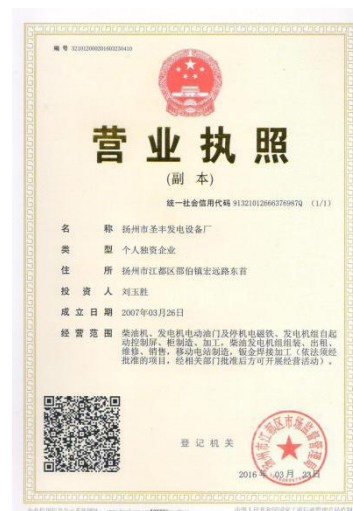 编号 321012000201603230410
营业执照
(副 本)
统一社会信用代码 91321012666376987Q (1/1)
名 称 扬州市圣丰发电设备厂
类 型 个人独资企业
住 所 扬州市江都区邵伯镇宏远路东首
投 资 人 刘玉胜
成立日期 2007年03月26日
经营范围 柴油机、发电机电动油门及停机电磁铁、发电机组自起
动控制屏、柜制造、加工，柴油发电机组组装、出租、
维修、销售，移动电站制造，钣金焊接加工（依法须经
批准的项目，经相关部门批准后方可开展经营活动）。
登 记 机 关
2016年 03月 23日